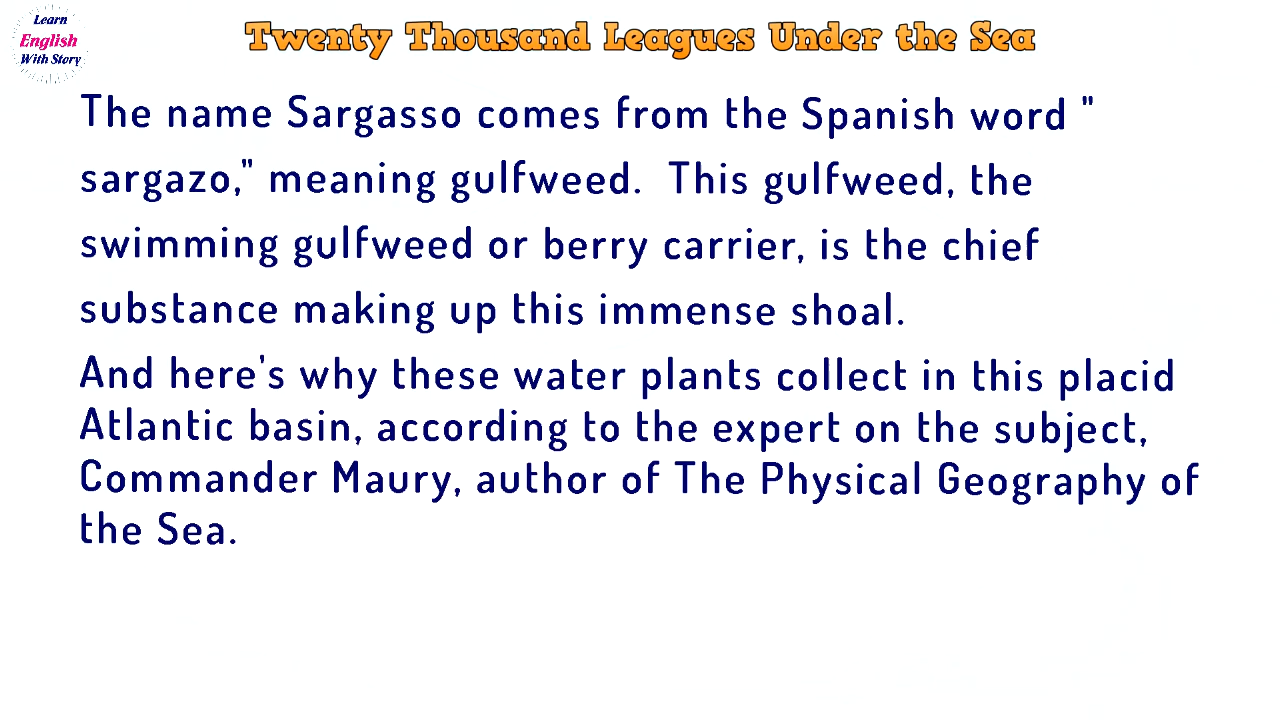 Learn
English
With Story
Twenty Thousand Leagues Under the Sea
The name Sargasso comes from the Spanish word "
sargazo," meaning gulfweed.  This gulfweed, the
swimming gulfweed or berry carrier, is the chief
substance making up this immense shoal.
And here's why these water plants collect in this placid
Atlantic basin, according to the expert on the subject,
Commander Maury, author of The Physical Geography of
the Sea.